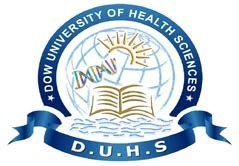 DOW UNIVERSITY OF HEALTH SCIENCES
D.U.H.S